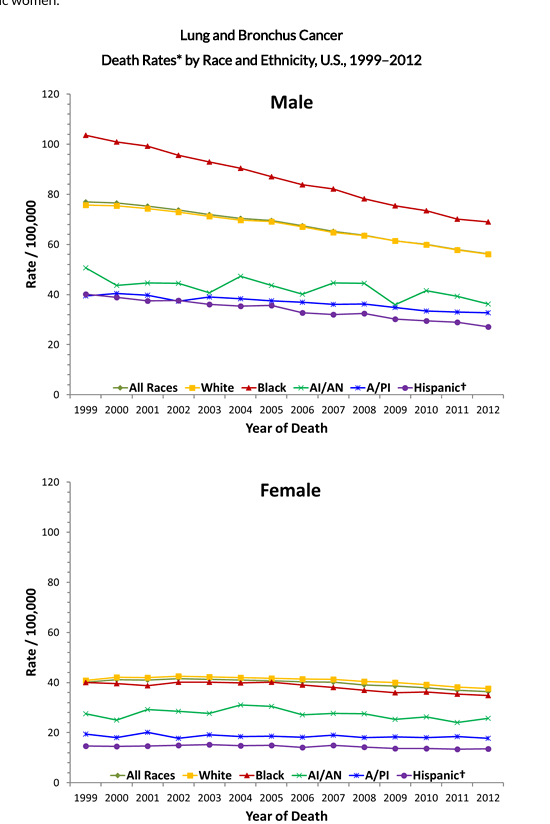 ic women.
Lung and Bronchus Cancer
Death Rates* by Race and Ethnicity, U.S., 1999–2012
Male
120
100
80
60
40
20
0
Rate / 100,000
All Races White Black AI/AN A/PI Hispanic†
1999 2000 2001 2002 2003 2004 2005 2006 2007 2008 2009 2010 2011 2012
Year of Death
Female
120
100
80
60
40
20
0
Rate / 100,000
All Races White Black AI/AN A/PI Hispanic†
1999 2000 2001 2002 2003 2004 2005 2006 2007 2008 2009 2010 2011 2012
Year of Death